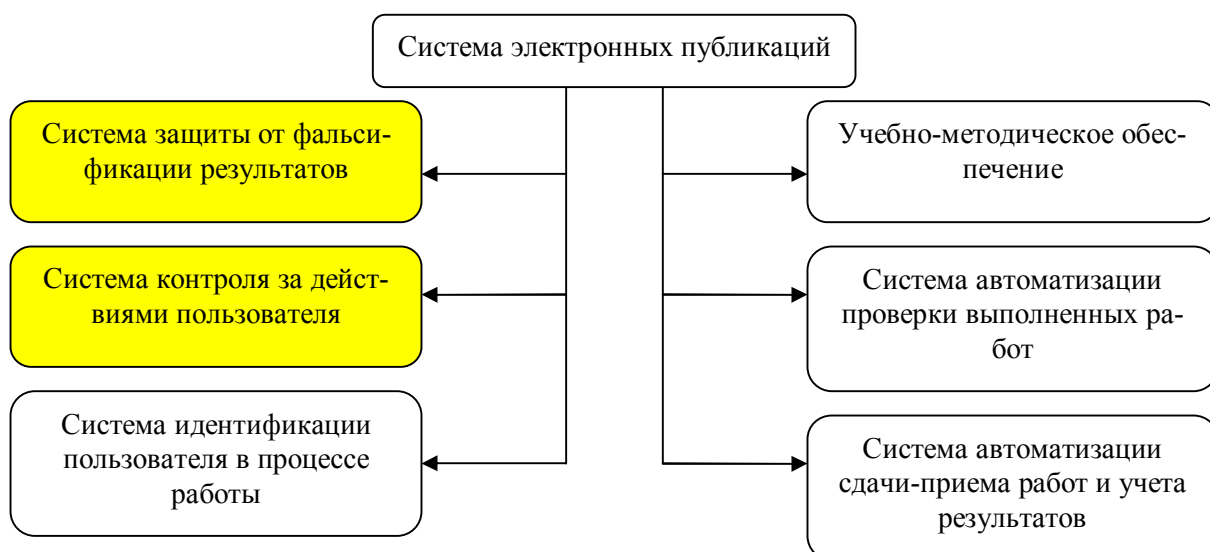 Система электронных публикаций
Система защиты от фальси-
фикации результатов
Учебно-методическое обес-
печение
Система контроля за дейст-
виями пользователя
Система автоматизации
проверки выполненных ра-
бот
Система идентификации
пользователя в процессе
работы
Система автоматизации
сдачи-приема работ и учета
результатов